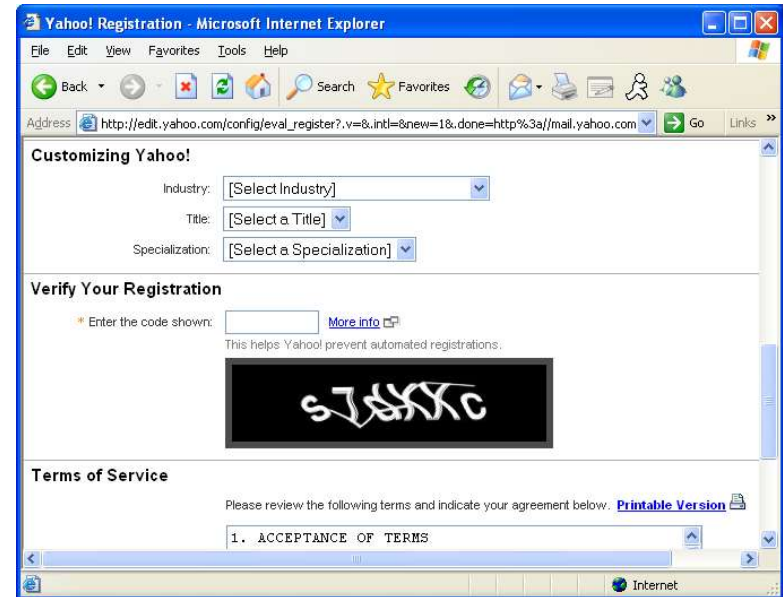 Yahoo! Registration - Microsoft Internet Explorer
File Edit View Favorites Tools Help
Back Search Favorites
Address http://edit.yahoo.com/config/eval_register?.v=&.intl=&new=1&.done=http%3a//mail.yahoo.com Go Links »
Customizing Yahoo!
Industry: [Select Industry]
Title: [Select a Title]
Specialization: [Select a Specialization]
Verify Your Registration
* Enter the code shown: More info
This helps Yahoo! prevent automated registrations.
Terms of Service
Please review the following terms and indicate your agreement below. Printable Version
1. ACCEPTANCE OF TERMS
Internet